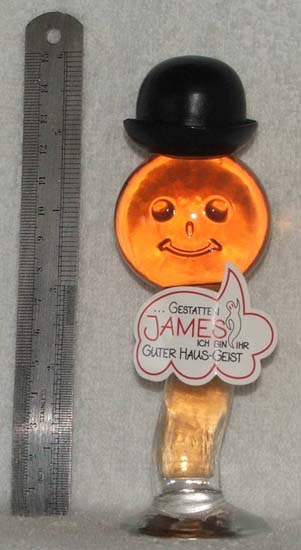 ... GESTATTEN
JAMES
ICH BIN IHR
GUTER HAUS-GEIST